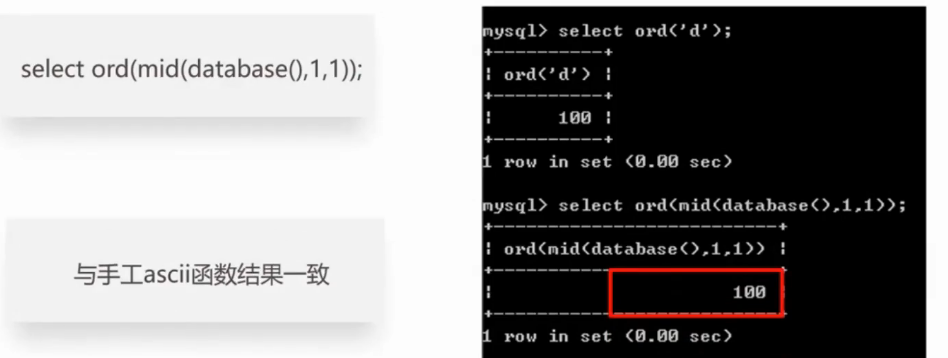 select ord(mid(database(),1,1));
与手工ascii函数结果一致
mysql> select ord('d');
+----------+
| ord('d') |
+----------+
|      100 |
+----------+
1 row in set (0.00 sec)
mysql> select ord(mid(database(),1,1));
+--------------------------+
| ord(mid(database(),1,1)) |
+--------------------------+
|                      100 |
+--------------------------+
1 row in set (0.00 sec)